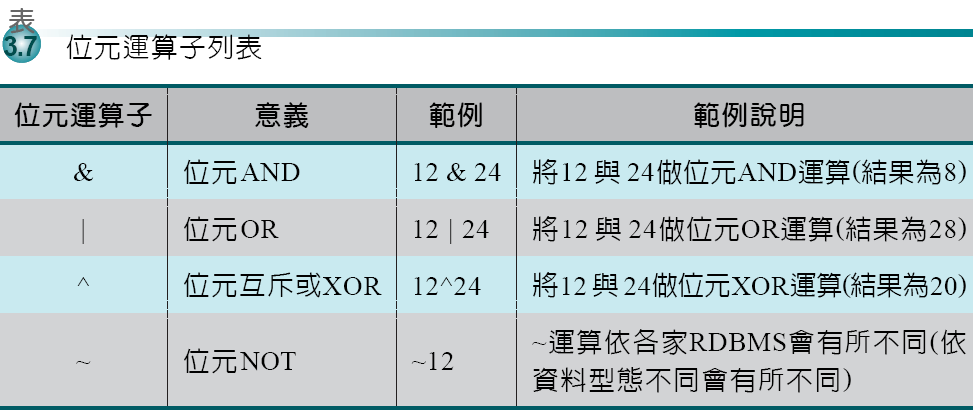 表
3.7 位元運算子列表
位元運算子 意義 範例 範例說明
& 位元AND 12 & 24 將12 與 24做位元AND運算(結果為8)
| 位元OR 12 | 24 將12 與 24做位元OR運算(結果為28)
^ 位元互斥或XOR 12^24 將12 與 24做位元XOR運算(結果為20)
~ 位元NOT ~12 ~運算依各家RDBMS會有所不同(依
資料型態不同會有所不同)